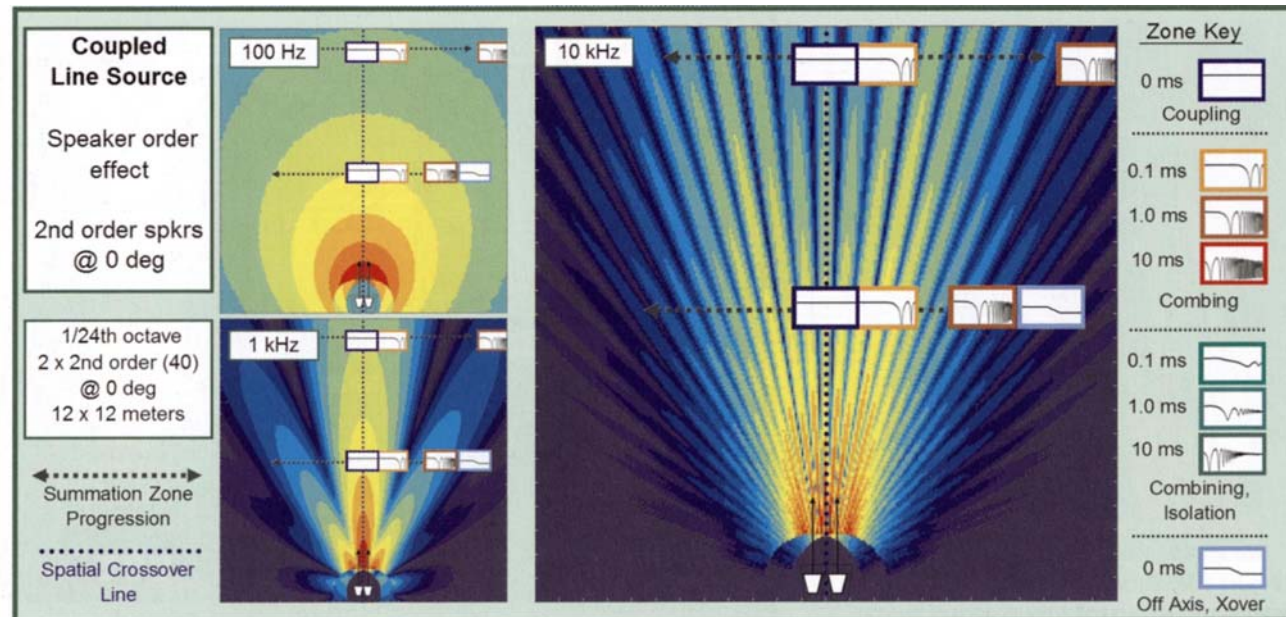 Coupled
Line Source
Speaker order
effect
2nd order spkrs
@ 0 deg
1/24th octave
2 x 2nd order (40)
@ 0 deg
12 x 12 meters
Summation Zone
Progression
Spatial Crossover
Line
100 Hz
1 kHz
10 kHz
Zone Key
0 ms
Coupling
0.1 ms
1.0 ms
10 ms
Combing
0.1 ms
1.0 ms
10 ms
Combining,
Isolation
0 ms
Off Axis, Xover